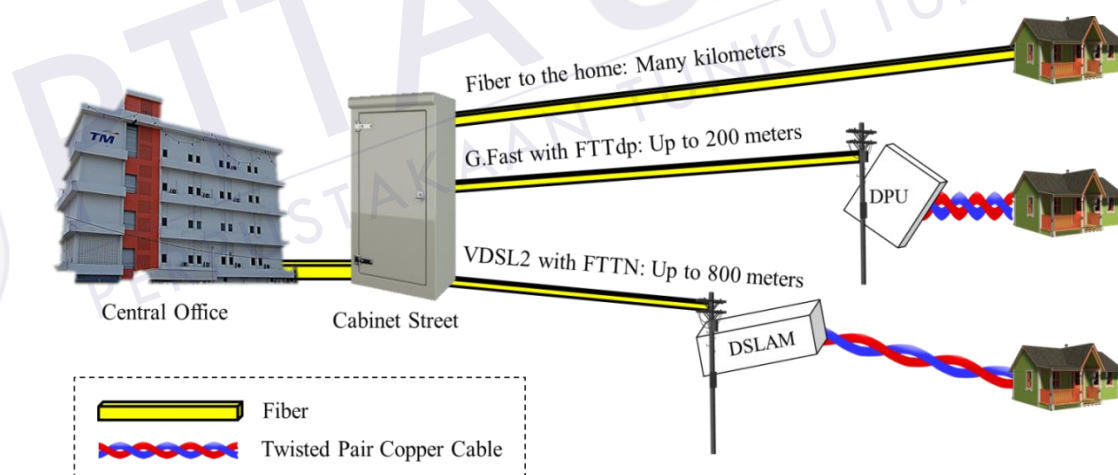 Fiber to the home: Many kilometers
G.Fast with FTTdp: Up to 200 meters
DPU
TM
VDSL2 with FTTN: Up to 800 meters
Central Office
Cabinet Street
DSLAM
Fiber
Twisted Pair Copper Cable